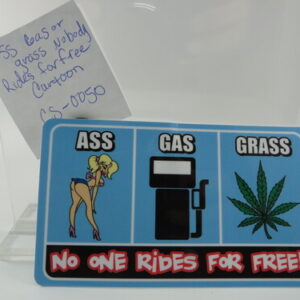 ss Gas or
grass Nobody
Rides for free
Cartoon
CS-0050
ASS GAS GRASS
NO ONE RIDES FOR FREE!